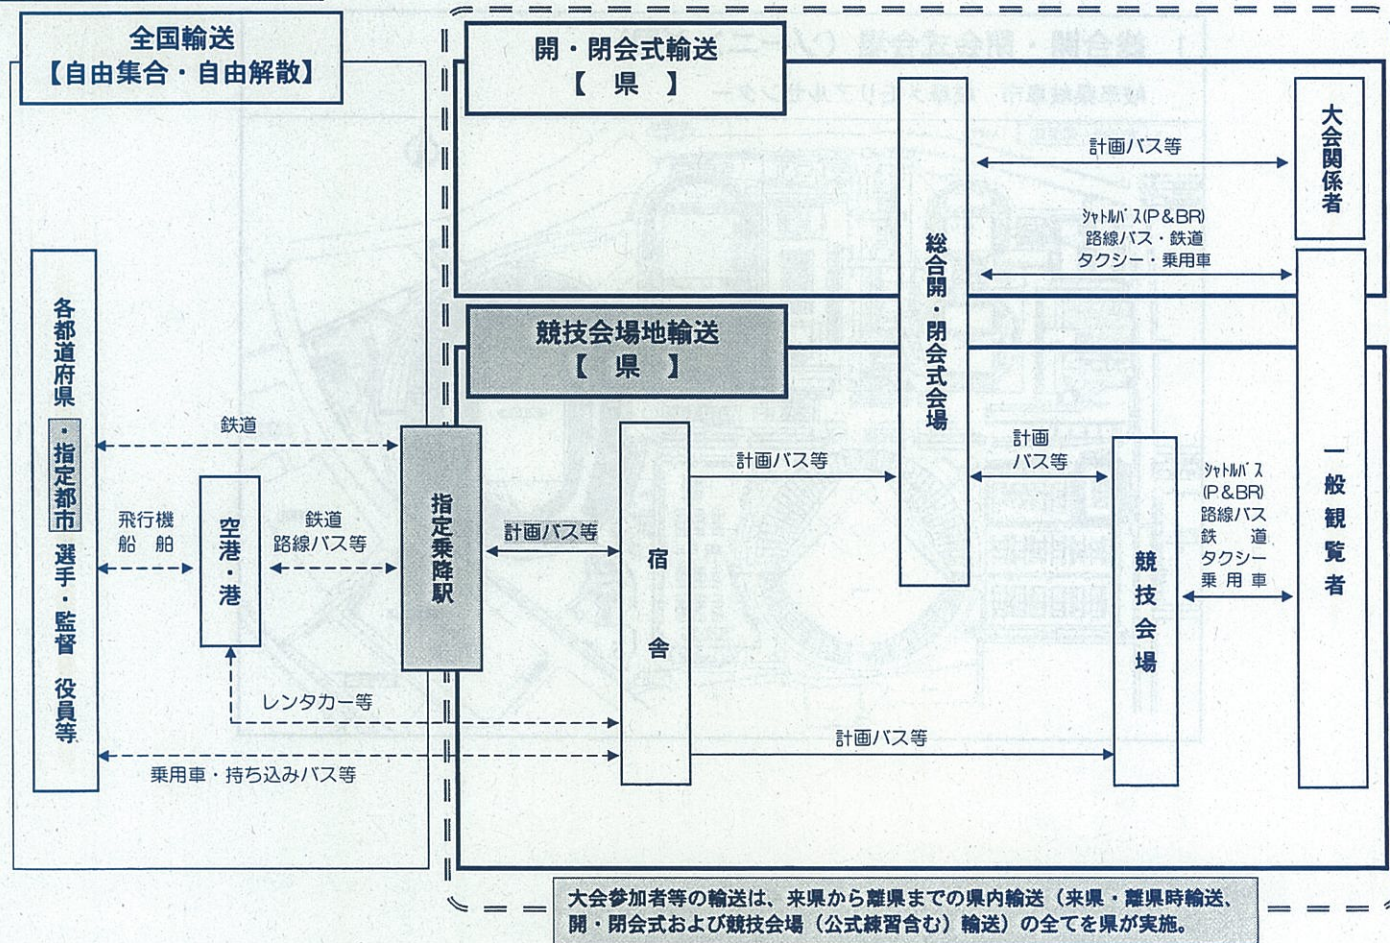 全国輸送
【自由集合・自由解散】
開・閉会式輸送
【　県　】
大会関係者
計画バス等
ｼｬﾄﾙﾊﾞｽ(P＆BR)
路線バス・鉄道
タクシー・乗用車
総合開・閉会式会場
競技会場地輸送
【　県　】
各都道府県・指定都市　選手・監督　役員等
鉄道
飛行機
船　舶
空港・港
鉄道
路線バス等
指定乗降駅
計画バス等
宿舎
計画バス等
計画
バス等
競技会場
ｼｬﾄﾙﾊﾞｽ
(P＆BR)
路線バス
鉄　道
タクシー
乗用車
一般観覧者
レンタカー等
計画バス等
乗用車・持ち込みバス等
大会参加者等の輸送は、来県から離県までの県内輸送（来県・離県時輸送、
開・閉会式および競技会場（公式練習含む）輸送）の全てを県が実施。